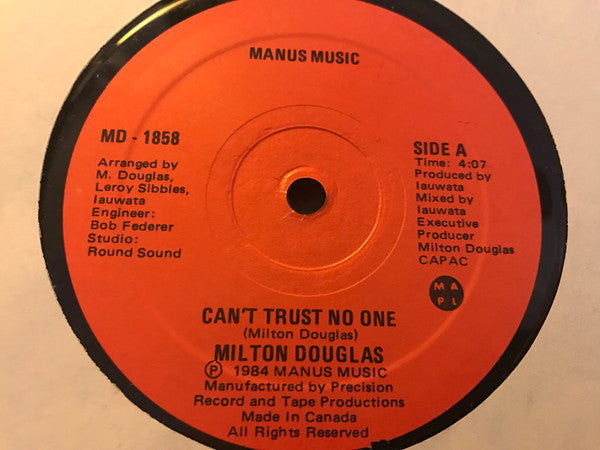 MANUS MUSIC
MD - 1858
Arranged by
M. Douglas,
Leroy Sibbles,
Iauwata
Engineer:
Bob Federer
Studio:
Round Sound
SIDE A
Time: 4:07
Produced by
Iauwata
Mixed by
Iauwata
Executive
Producer
Milton Douglas
CAPAC
M A
P L
CAN'T TRUST NO ONE
(Milton Douglas)
MILTON DOUGLAS
Ⓟ 1984 MANUS MUSIC
Manufactured by Precision
Record and Tape Productions
Made In Canada
All Rights Reserved